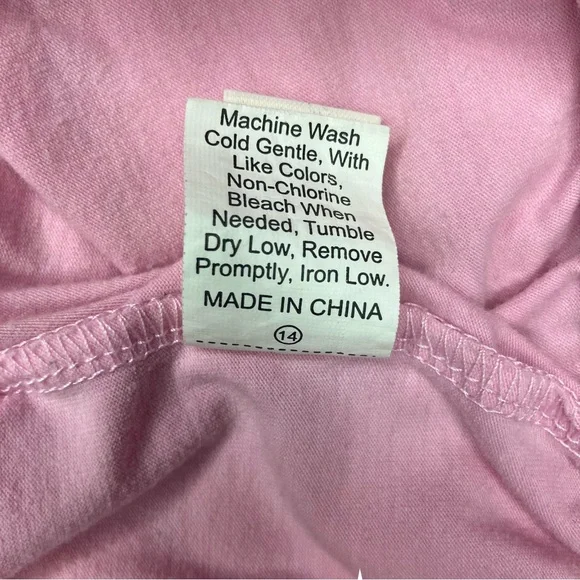 Machine Wash
Cold Gentle, With
Like Colors,
Non-Chlorine
Bleach When
Needed, Tumble
Dry Low, Remove
Promptly, Iron Low.
MADE IN CHINA
14